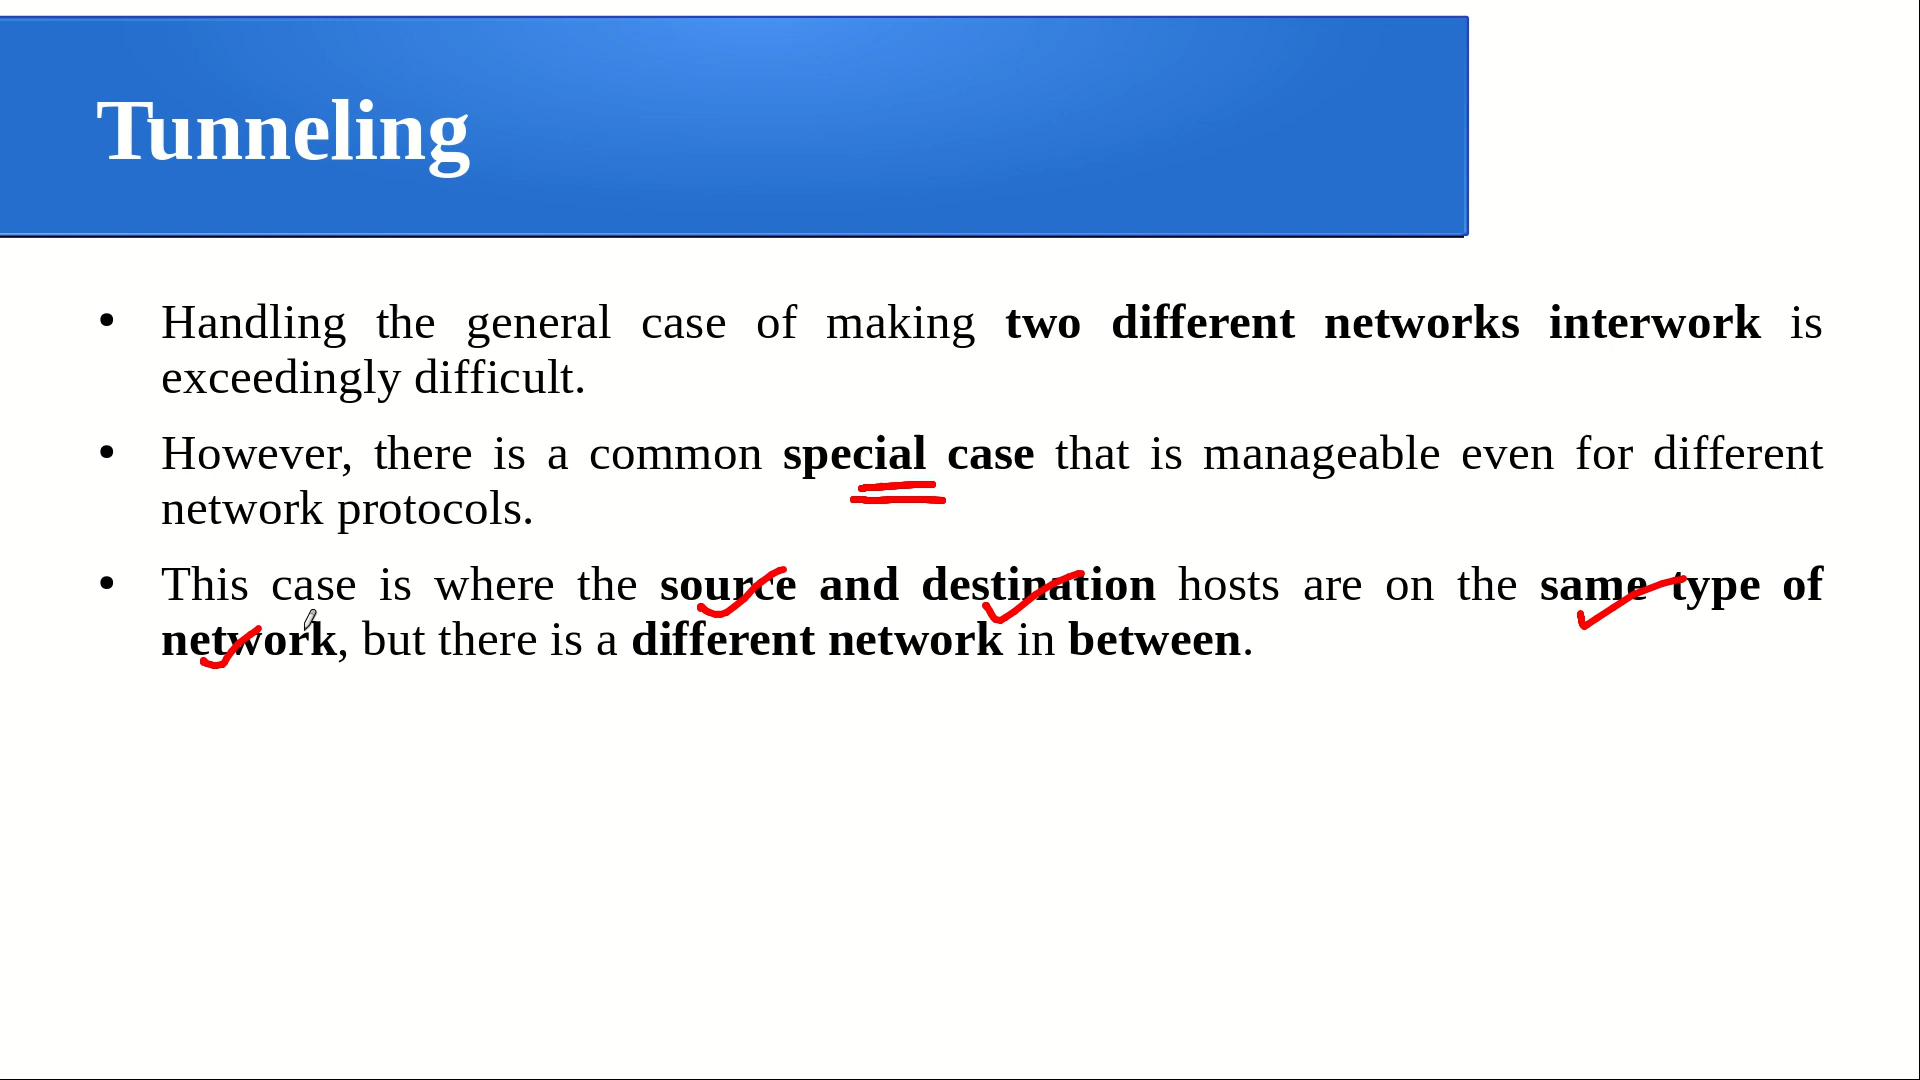 Tunneling
• Handling the general case of making two different networks interwork is
exceedingly difficult.
• However, there is a common special case that is manageable even for different
network protocols.
• This case is where the source and destination hosts are on the same type of
network, but there is a different network in between.